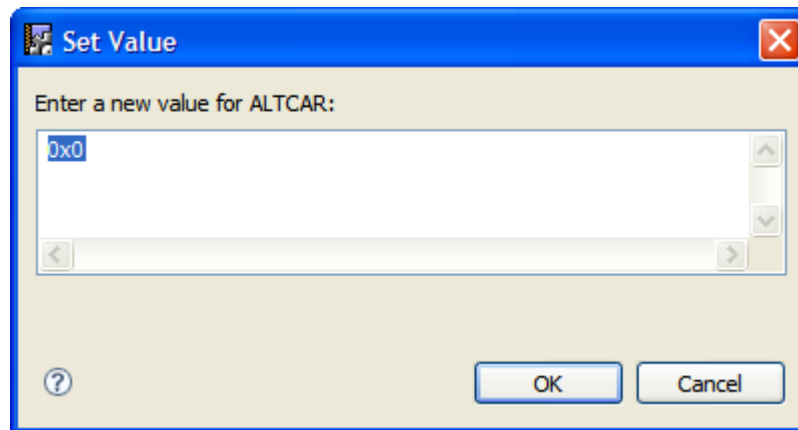 Set Value
Enter a new value for ALTCAR:
0x0
OK
Cancel